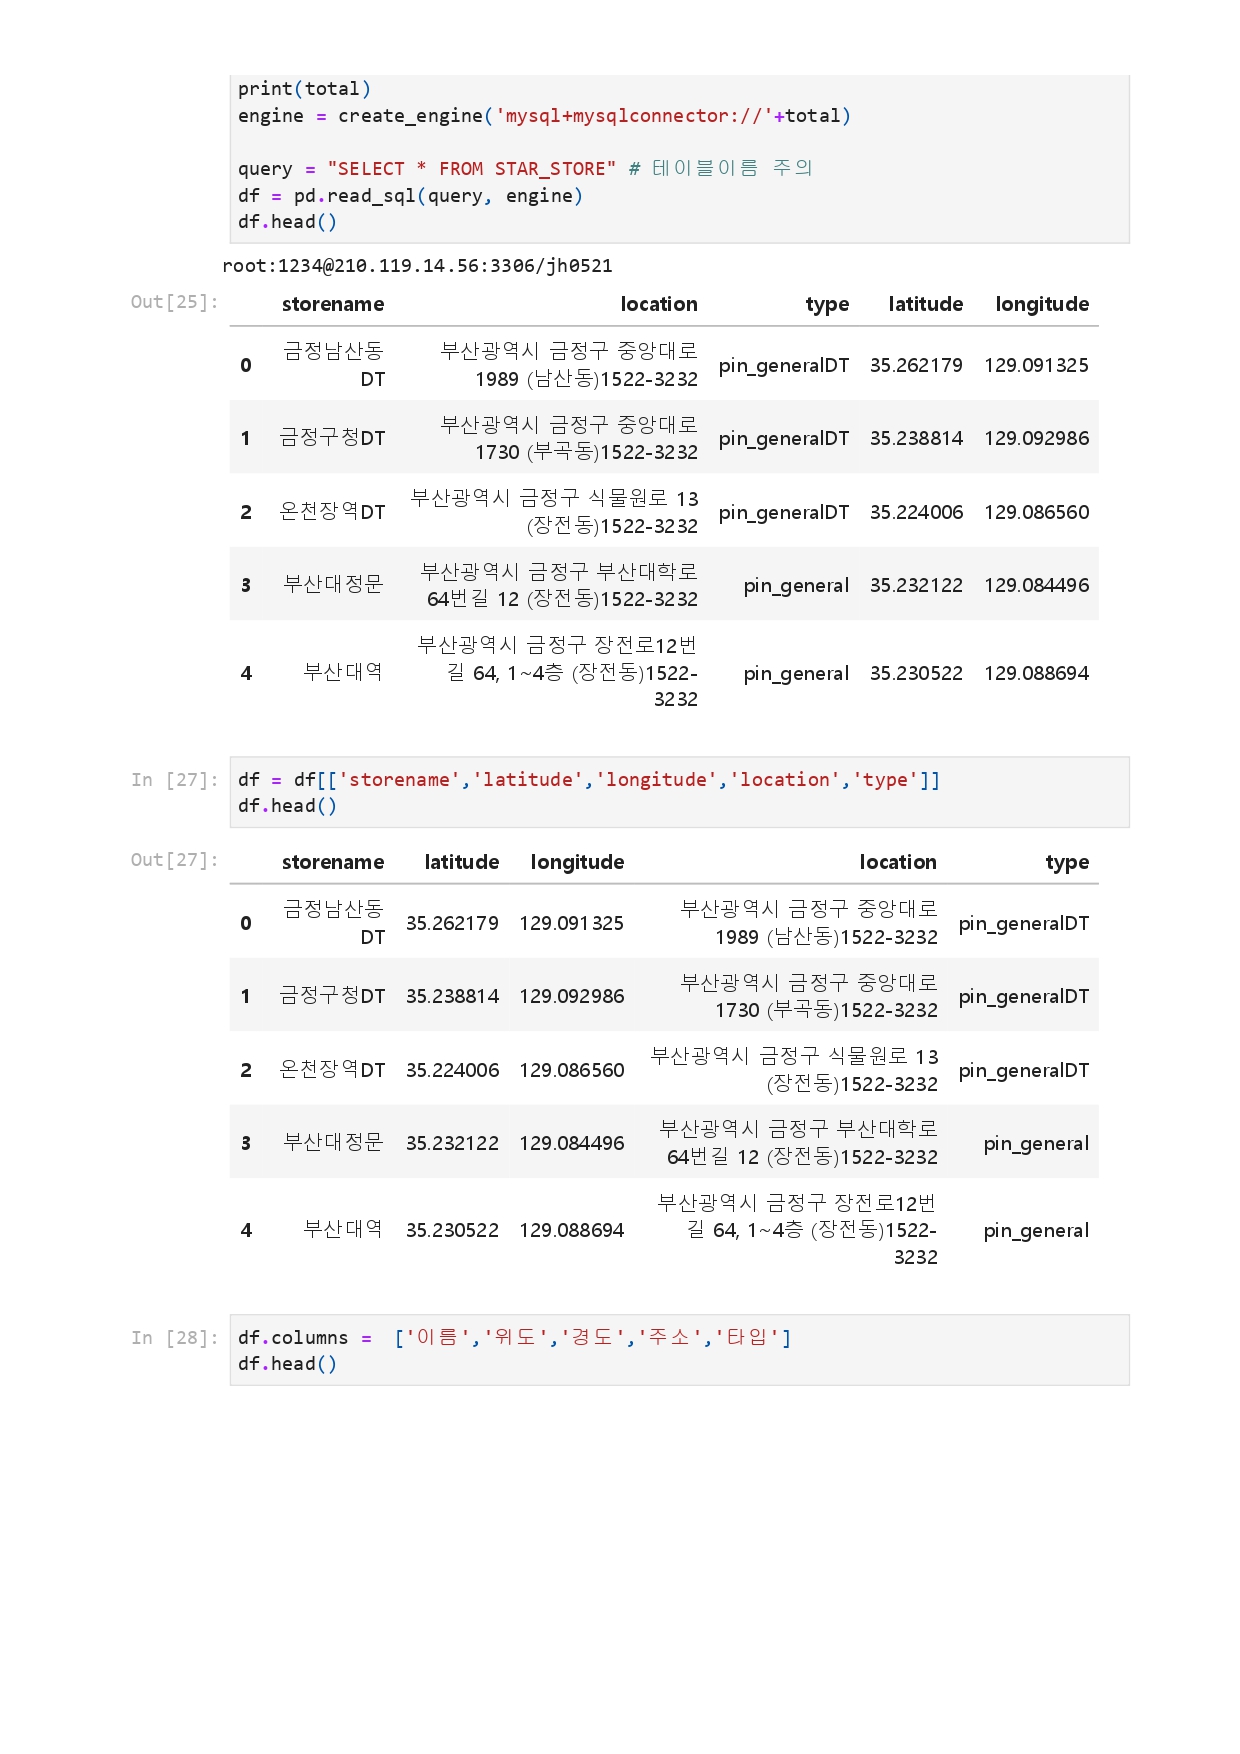 print(total)
engine = create_engine('mysql+mysqlconnector://'+total)
query = "SELECT * FROM STAR_STORE" # 테이블이름 주의
df = pd.read_sql(query, engine)
df.head()
root:1234@210.119.14.56:3306/jh0521
Out[25]:
storename location type latitude longitude
0 금정남산동 DT 부산광역시 금정구 중앙대로 1989 (남산동)1522-3232 pin_generalDT 35.262179 129.091325
1 금정구청DT 부산광역시 금정구 중앙대로 1730 (부곡동)1522-3232 pin_generalDT 35.238814 129.092986
2 온천장역DT 부산광역시 금정구 식물원로 13 (장전동)1522-3232 pin_generalDT 35.224006 129.086560
3 부산대정문 부산광역시 금정구 부산대학로 64번길 12 (장전동)1522-3232 pin_general 35.232122 129.084496
4 부산대역 부산광역시 금정구 장전로12번길 64, 1~4층 (장전동)1522-3232 pin_general 35.230522 129.088694
In [27]: df = df[['storename','latitude','longitude','location','type']]
df.head()
Out[27]:
storename latitude longitude location type
0 금정남산동 DT 35.262179 129.091325 부산광역시 금정구 중앙대로 1989 (남산동)1522-3232 pin_generalDT
1 금정구청DT 35.238814 129.092986 부산광역시 금정구 중앙대로 1730 (부곡동)1522-3232 pin_generalDT
2 온천장역DT 35.224006 129.086560 부산광역시 금정구 식물원로 13 (장전동)1522-3232 pin_generalDT
3 부산대정문 35.232122 129.084496 부산광역시 금정구 부산대학로 64번길 12 (장전동)1522-3232 pin_general
4 부산대역 35.230522 129.088694 부산광역시 금정구 장전로12번길 64, 1~4층 (장전동)1522-3232 pin_general
In [28]: df.columns =  ['이름','위도','경도','주소','타입']
df.head()